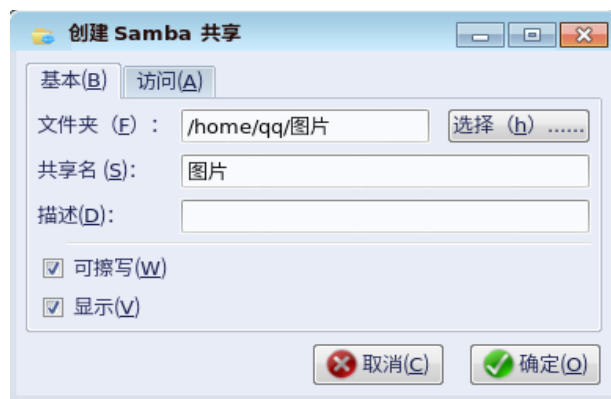 创建 Samba 共享
基本(B) 访问(A)
文件夹（F）: /home/qq/图片 选择（h）......
共享名 (S): 图片
描述(D):
可擦写(W)
显示(V)
取消(C) 确定(O)